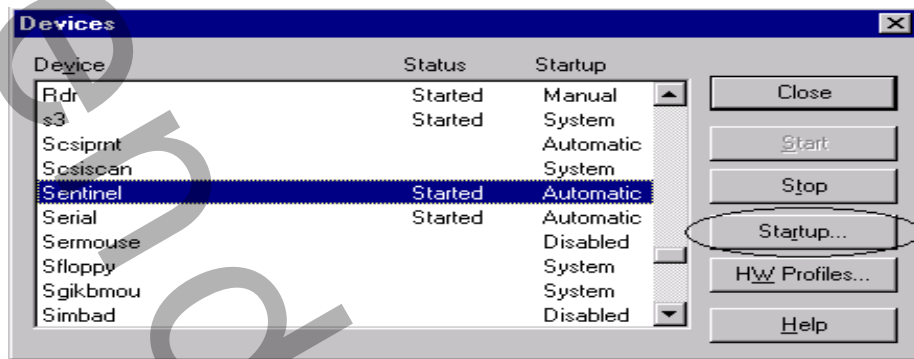 Devices
Device Status Startup
Rdr Started Manual
s3 Started System
Scsiprnt Automatic
Scsiscan System
Sentinel Started Automatic
Serial Started Automatic
Sermouse Disabled
Sfloppy System
Sgikbmou System
Simbad Disabled
Close
Start
Stop
Startup...
HW Profiles...
Help